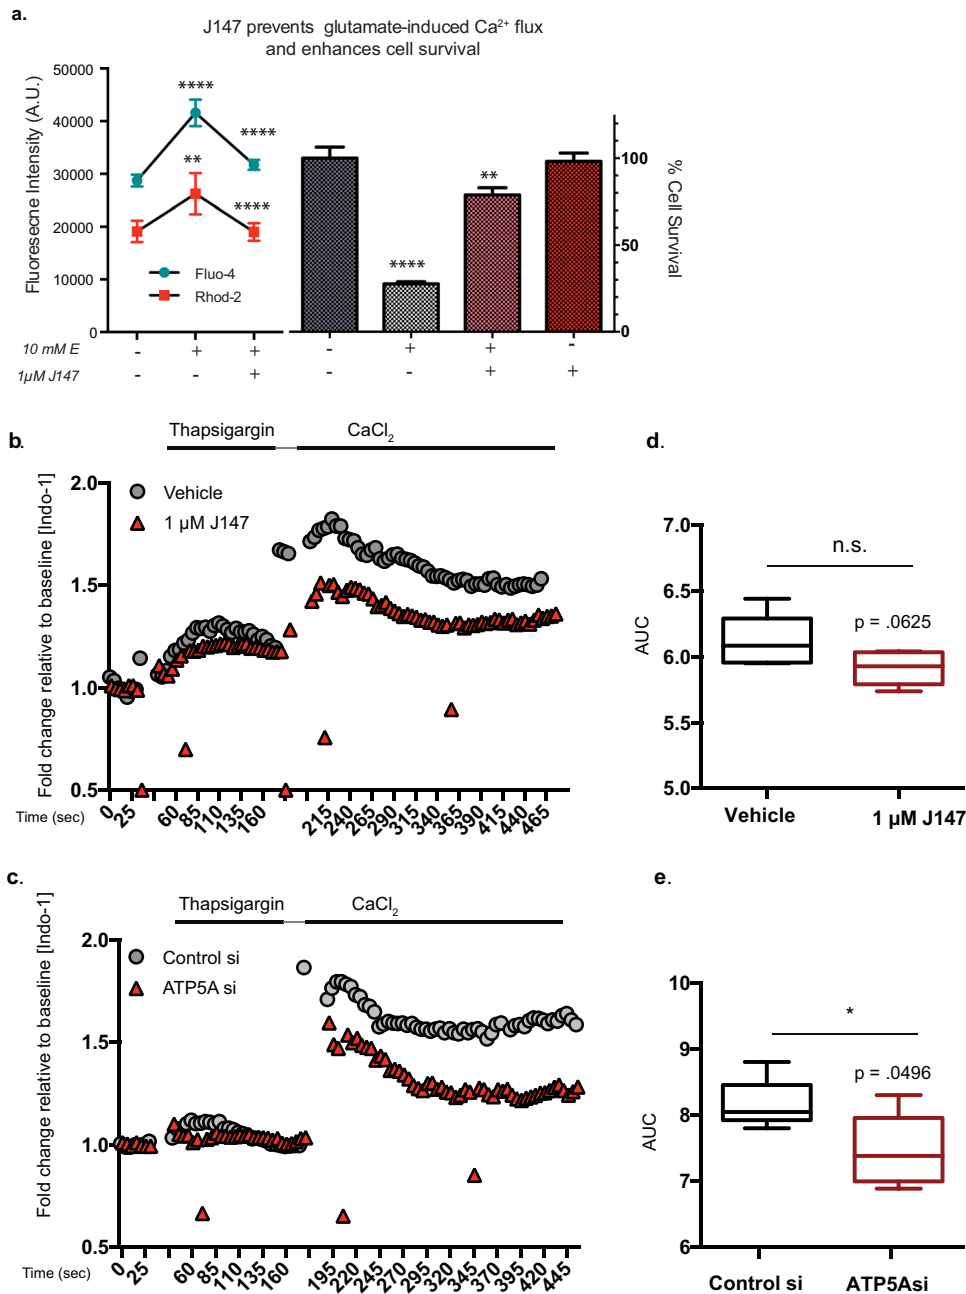 a.
J147 prevents glutamate-induced Ca²⁺ flux
and enhances cell survival
Fluoresecne Intensity (A.U.)
50000
40000
30000
20000
10000
0
****
**
****
****
Fluo-4
Rhod-2
****
**
100
50
0
% Cell Survival
10 mM E - + + - + + -
1µM J147 - - + - - + +
b.
Thapsigargin CaCl₂
Fold change relative to baseline [Indo-1]
2.0
1.5
1.0
0.5
Vehicle
1 µM J147
Time (sec) 0 25 60 85 110 135 160 215 240 265 290 315 340 365 390 415 440 465
d.
AUC
7.0
6.5
6.0
5.5
5.0
n.s.
p = .0625
Vehicle 1 µM J147
c.
Thapsigargin CaCl₂
Fold change relative to baseline [Indo-1]
2.0
1.5
1.0
0.5
Control si
ATP5A si
Time (sec) 0 25 60 85 110 135 160 195 220 245 270 295 320 345 370 395 420 445
e.
AUC
10
9
8
7
6
*
p = .0496
Control si ATP5Asi